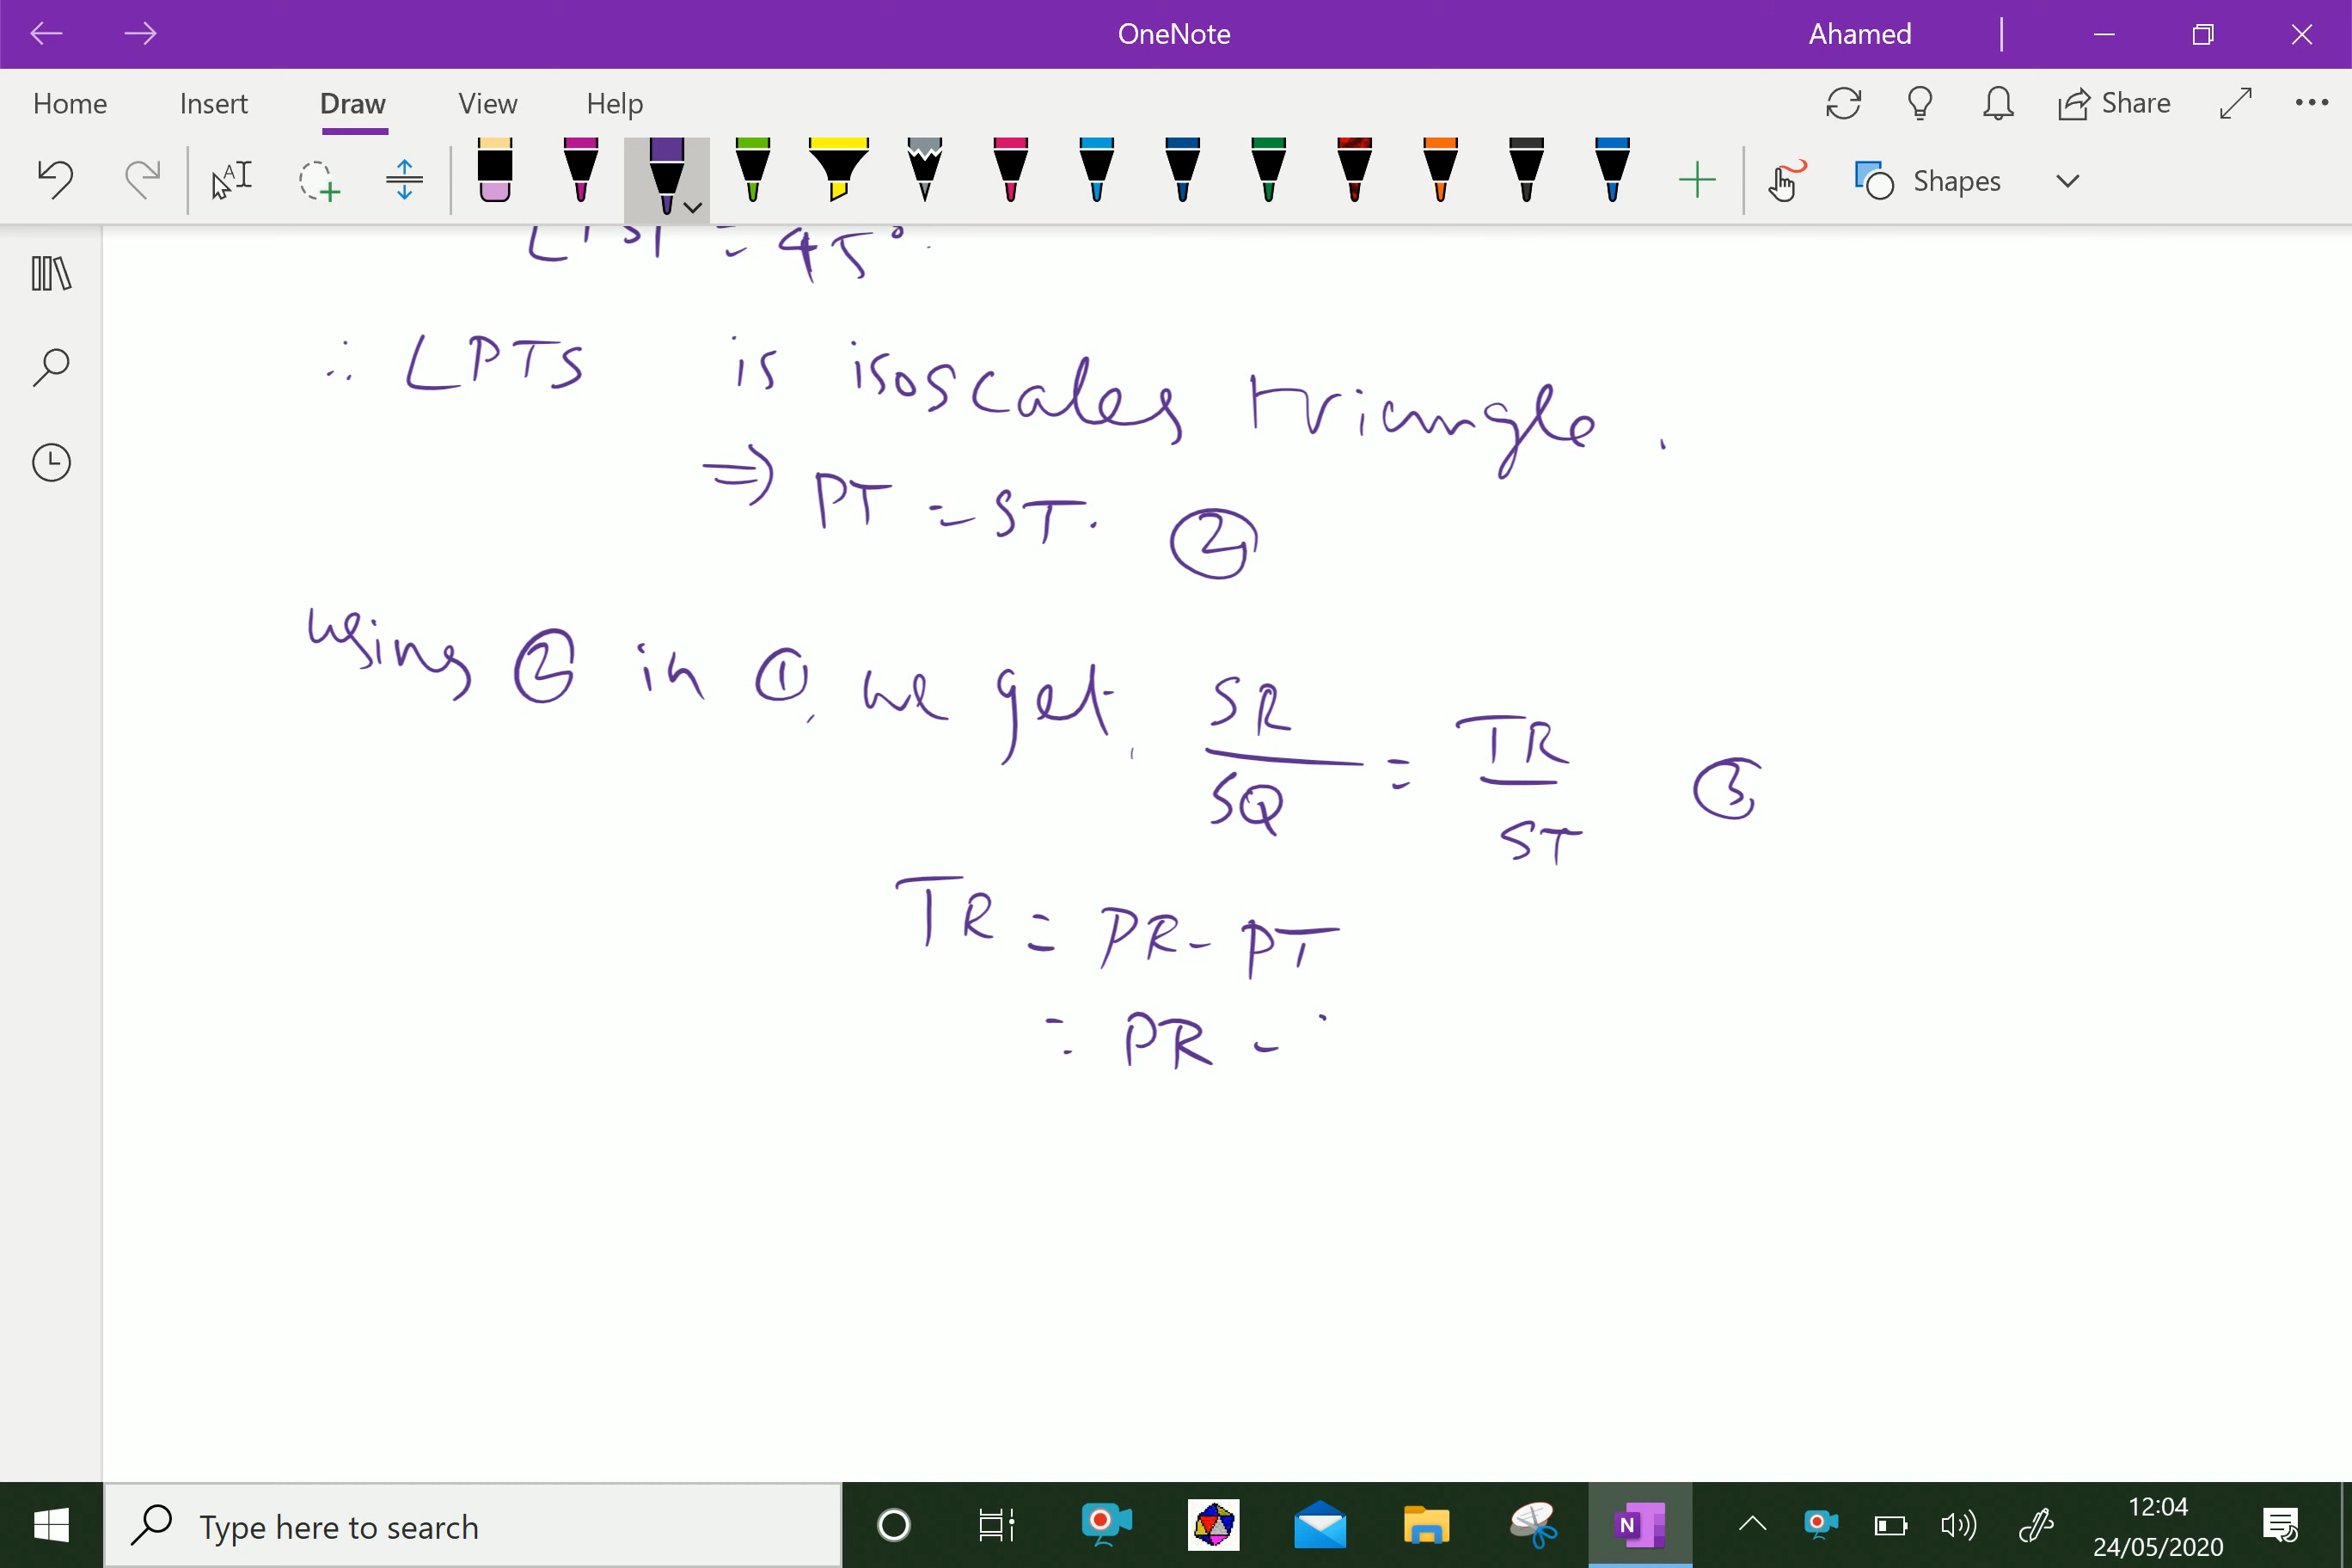 OneNote
Ahamed
Home Insert Draw View Help
Share
Shapes
= 45°.
∴ ∠PTS is isoscales triangle.
⇒ PT = ST. ②
using ② in ①, we get, SR/SQ = TR/ST ③
TR = PR - PT
= PR -
Type here to search
12:04
24/05/2020